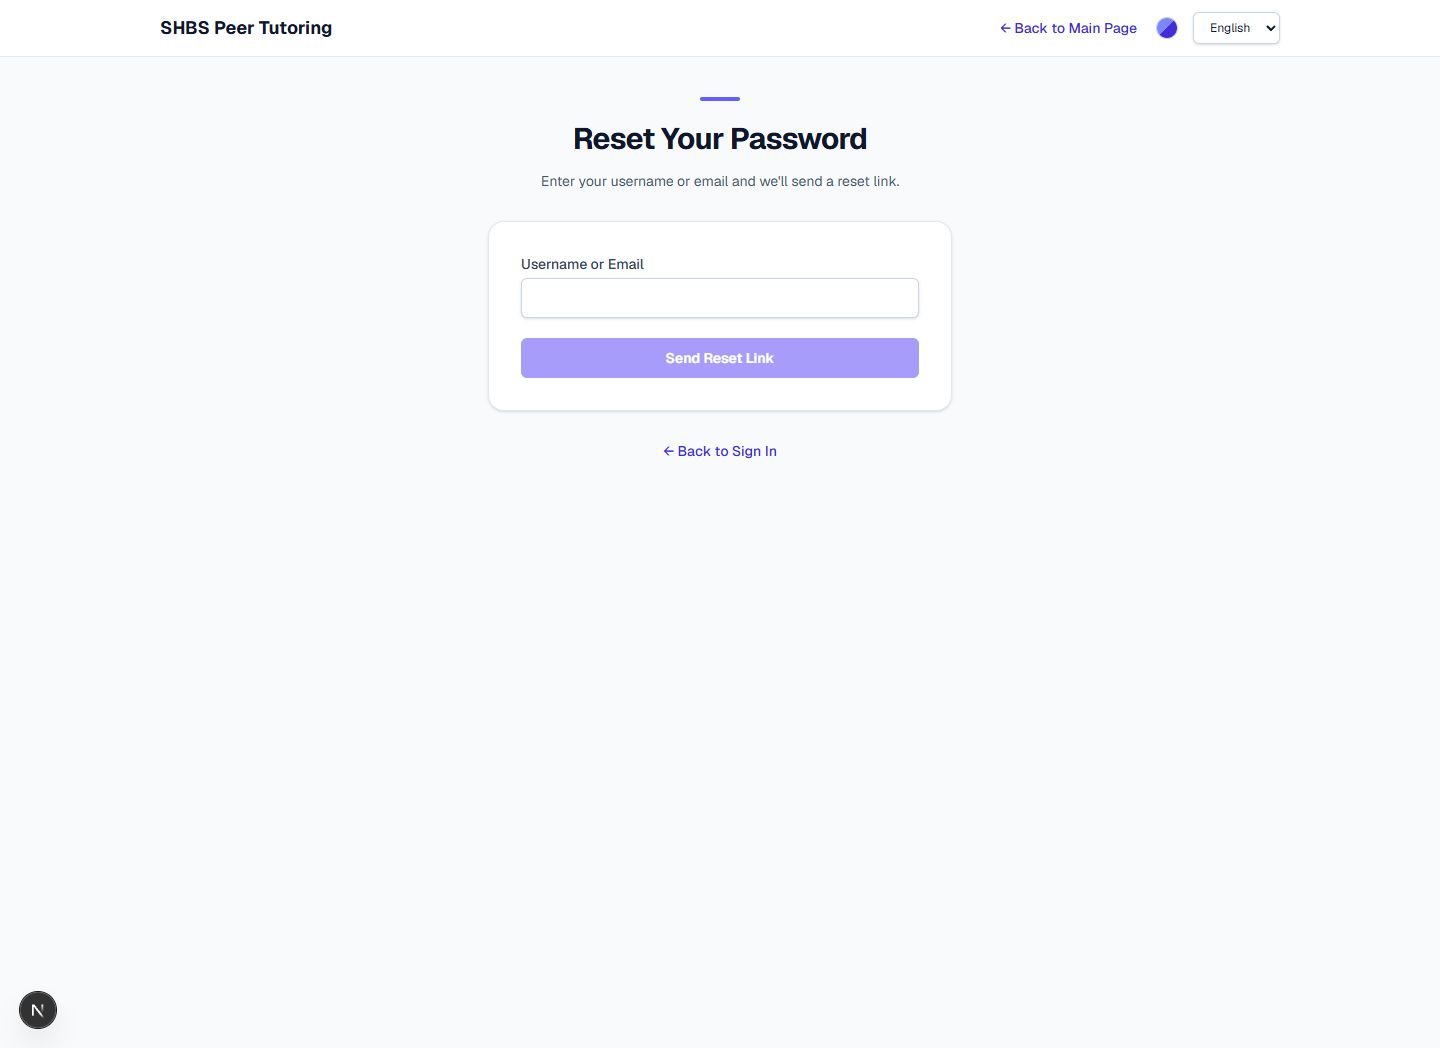 SHBS Peer Tutoring
← Back to Main Page
English
Reset Your Password
Enter your username or email and we'll send a reset link.
Username or Email
Send Reset Link
← Back to Sign In
N